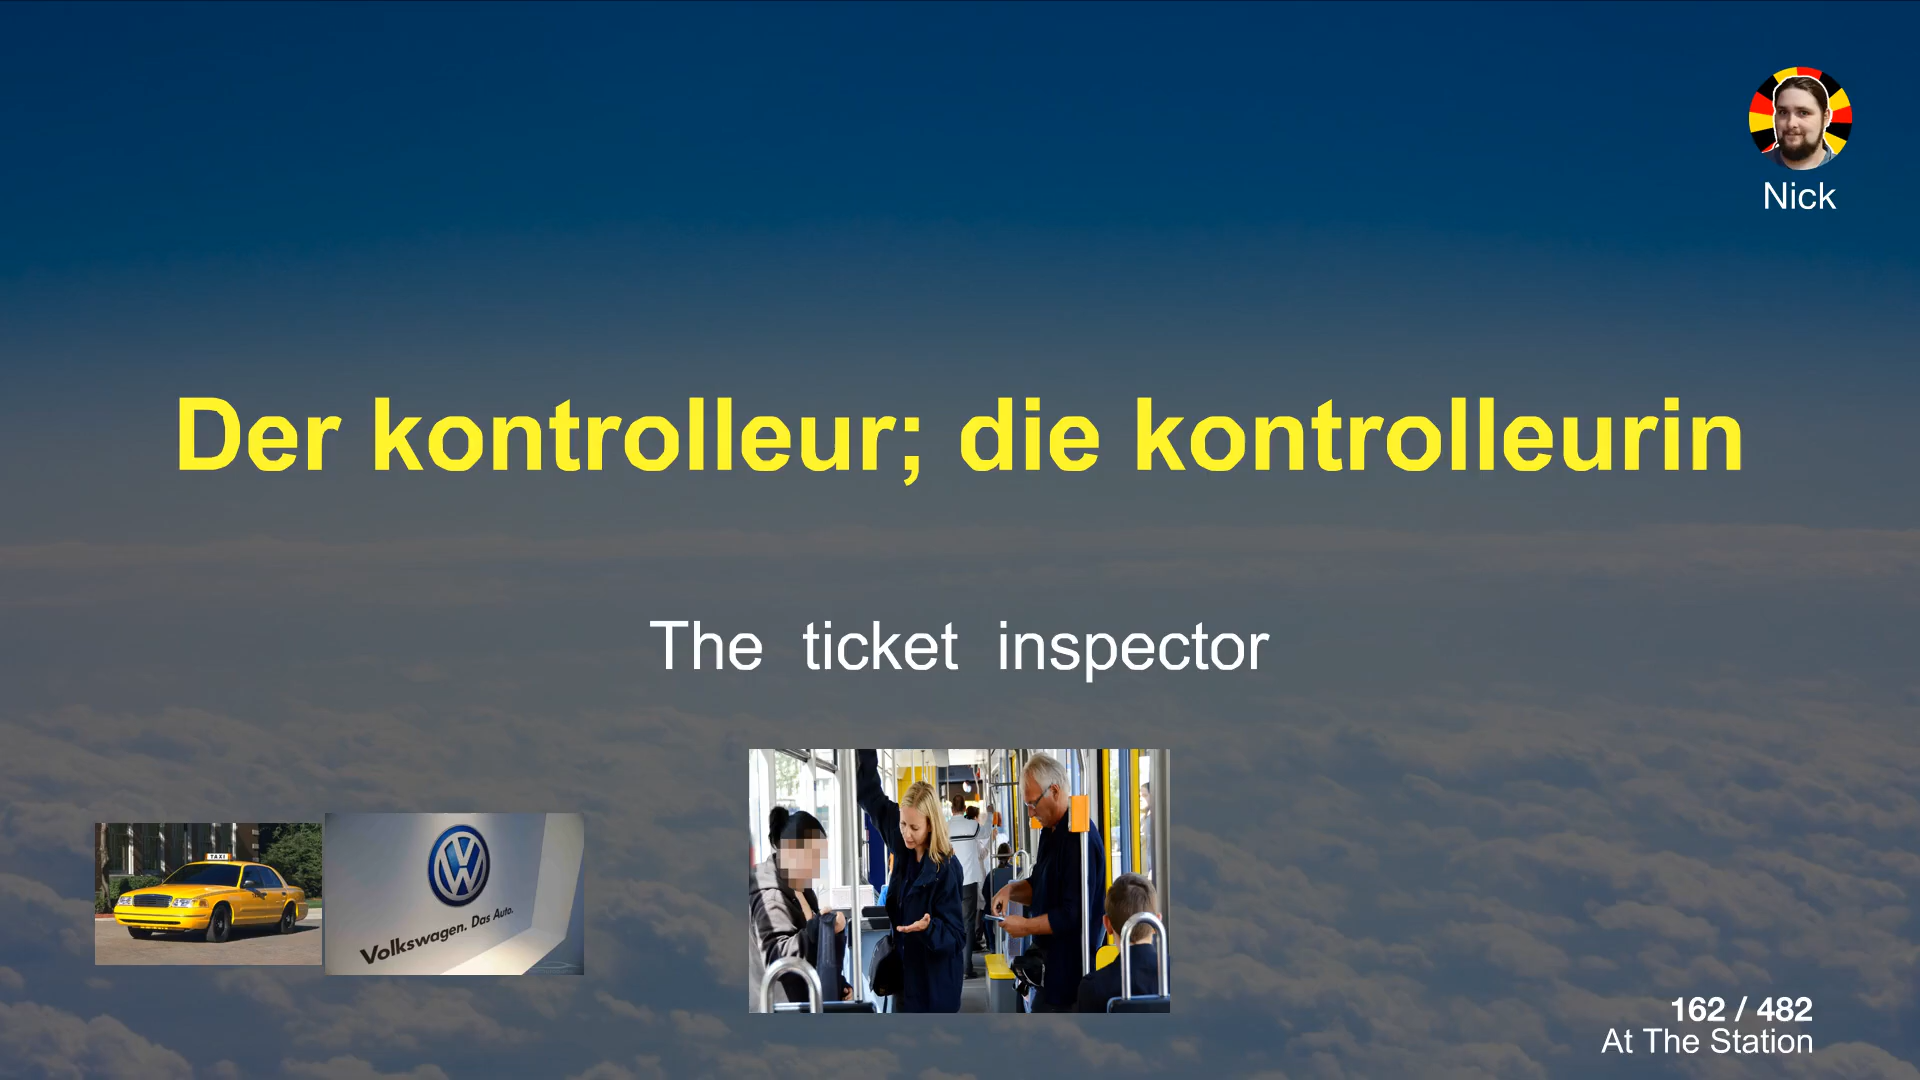 Nick
Der kontrolleur; die kontrolleurin
The ticket inspector
TAXI
Volkswagen. Das Auto.
162 / 482
At The Station